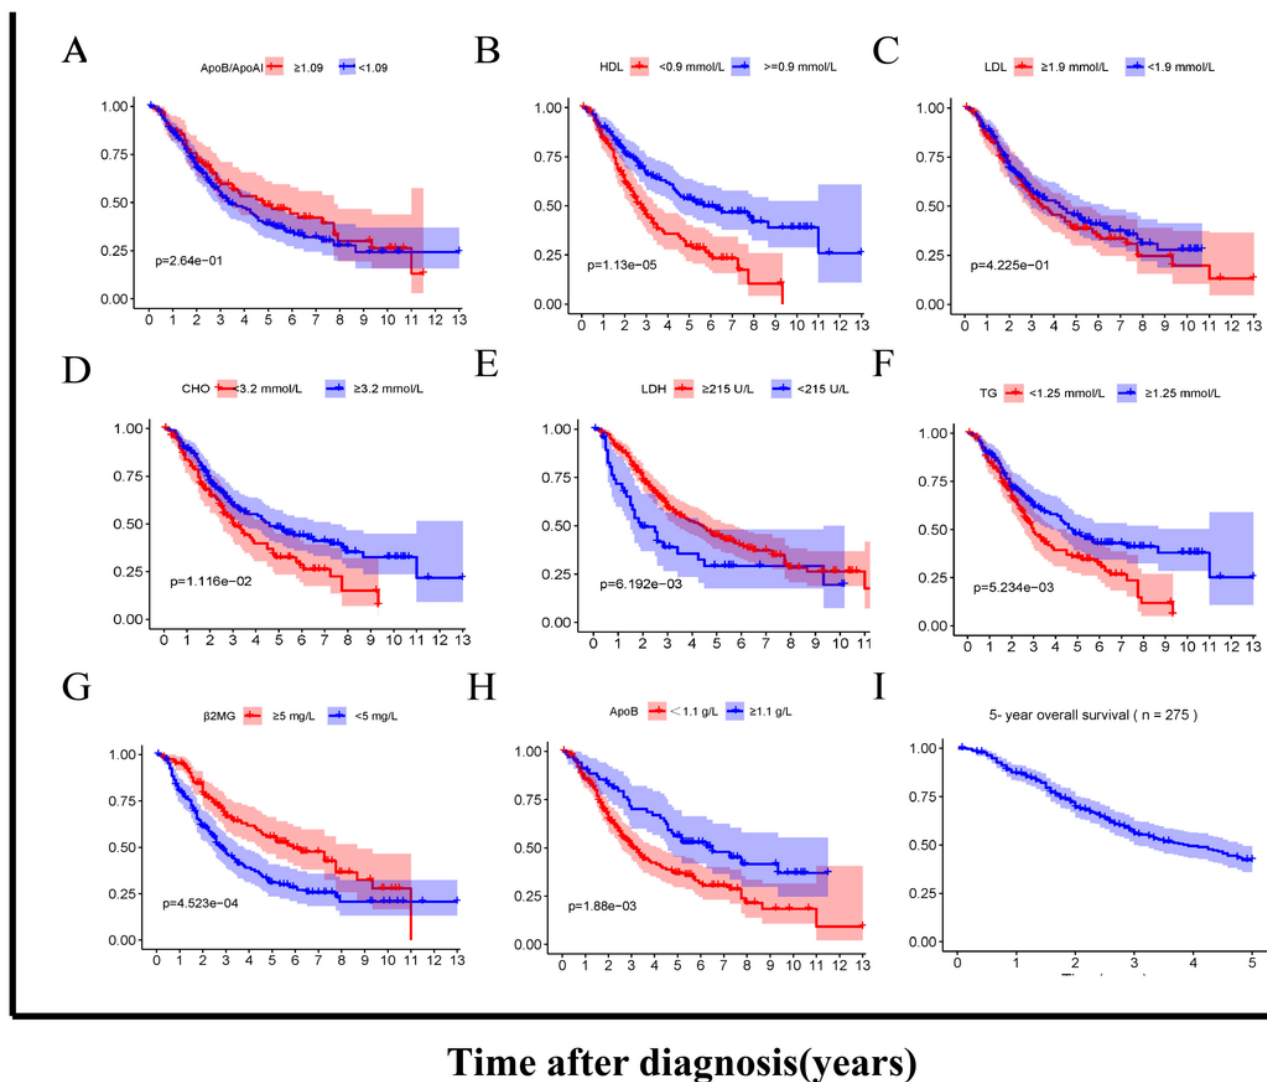 A
ApoB/ApoAI ≥1.09 <1.09
1.00
0.75
0.50
0.25
0.00
p=2.64e−01
0 1 2 3 4 5 6 7 8 9 10 11 12 13
B
HDL <0.9 mmol/L >=0.9 mmol/L
1.00
0.75
0.50
0.25
0.00
p=1.13e−05
0 1 2 3 4 5 6 7 8 9 10 11 12 13
C
LDL ≥1.9 mmol/L <1.9 mmol/L
1.00
0.75
0.50
0.25
0.00
p=4.225e−01
0 1 2 3 4 5 6 7 8 9 10 11 12 13
D
CHO <3.2 mmol/L ≥3.2 mmol/L
1.00
0.75
0.50
0.25
0.00
p=1.116e−02
0 1 2 3 4 5 6 7 8 9 10 11 12 13
E
LDH ≥215 U/L <215 U/L
1.00
0.75
0.50
0.25
0.00
p=6.192e−03
0 1 2 3 4 5 6 7 8 9 10 11
F
TG <1.25 mmol/L ≥1.25 mmol/L
1.00
0.75
0.50
0.25
0.00
p=5.234e−03
0 1 2 3 4 5 6 7 8 9 10 11 12 13
G
β2MG ≥5 mg/L <5 mg/L
1.00
0.75
0.50
0.25
0.00
p=4.523e−04
0 1 2 3 4 5 6 7 8 9 10 11 12 13
H
ApoB <1.1 g/L ≥1.1 g/L
1.00
0.75
0.50
0.25
0.00
p=1.88e−03
0 1 2 3 4 5 6 7 8 9 10 11 12 13
I
5- year overall survival ( n = 275 )
1.00
0.75
0.50
0.25
0.00
0 1 2 3 4 5
Time after diagnosis(years)